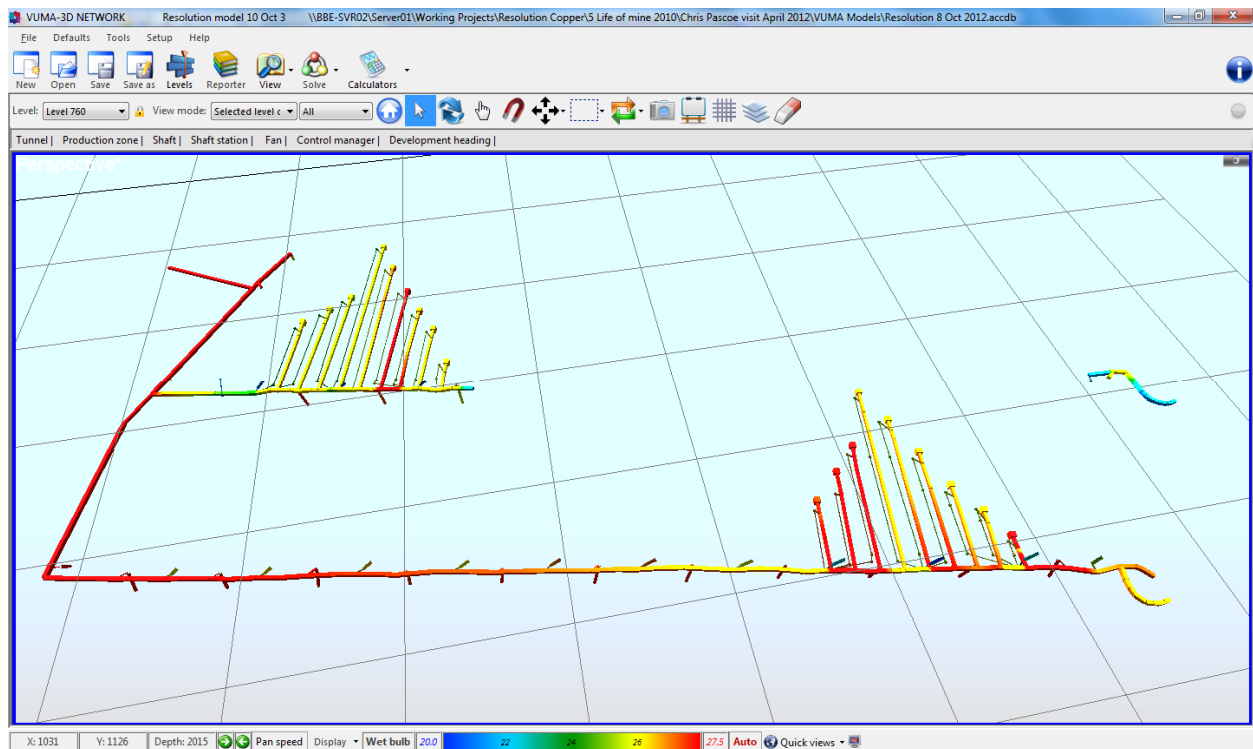 VUMA-3D NETWORK Resolution model 10 Oct 3 \\BBE-SVR02\Server01\Working Projects\Resolution Copper\5 Life of mine 2010\Chris Pascoe visit April 2012\VUMA Models\Resolution 8 Oct 2012.accdb
File Defaults Tools Setup Help
New Open Save Save as Levels Reporter View Solve Calculators
Level: Level 760 View mode: Selected level c All
Tunnel | Production zone | Shaft | Shaft station | Fan | Control manager | Development heading |
Perspective
X: 1031 Y: 1126 Depth: 2015 Pan speed Display Wet bulb 20.0 22 24 26 27.5 Auto Quick views